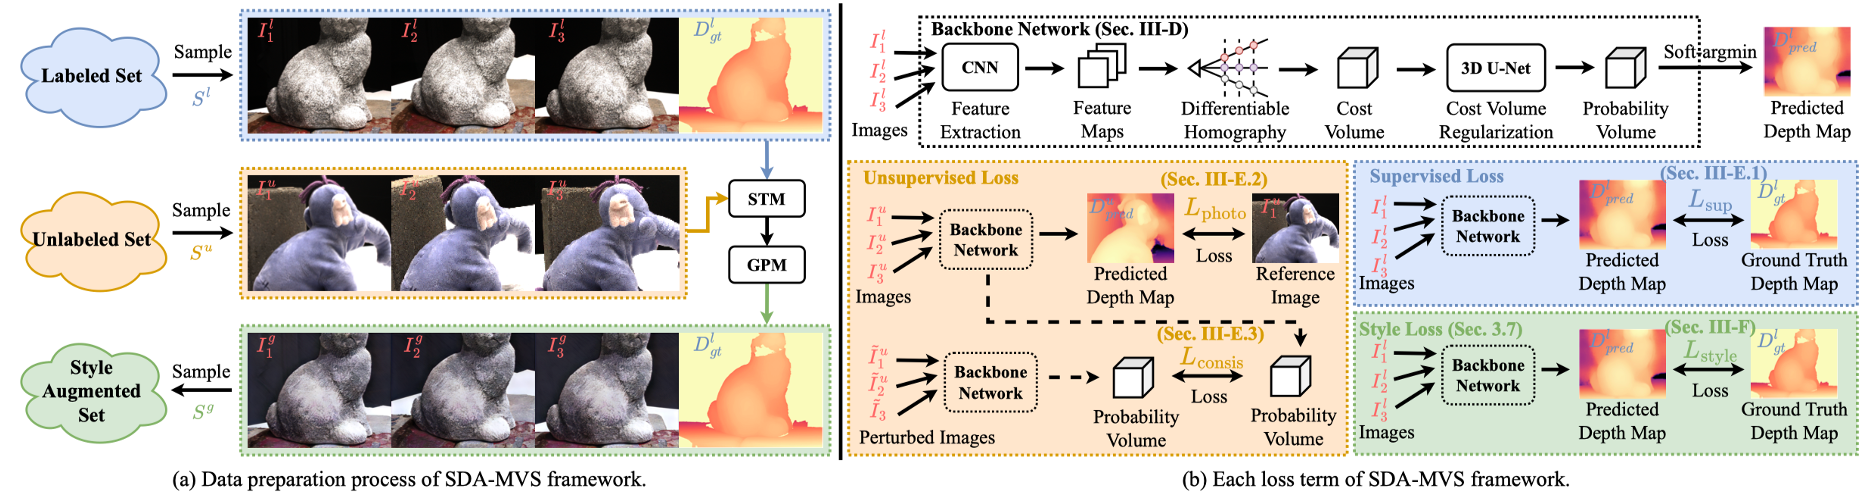 Labeled Set
Sample
S^l
I_1^l
I_2^l
I_3^l
D_{gt}^l
Unlabeled Set
Sample
S^u
I_1^u
I_2^u
I_3^u
STM
GPM
Style
Augmented
Set
Sample
S^g
I_1^g
I_2^g
I_3^g
D_{gt}^l
(a) Data preparation process of SDA-MVS framework.
Backbone Network (Sec. III-D)
I_1^l
I_2^l
I_3^l
Images
CNN
Feature
Extraction
Feature
Maps
Differentiable
Homography
Cost
Volume
3D U-Net
Cost Volume
Regularization
Probability
Volume
Soft-argmin
D_{pred}^l
Predicted
Depth Map
Unsupervised Loss
(Sec. III-E.2)
I_1^u
I_2^u
I_3^u
Images
Backbone
Network
D_{pred}^u
Predicted
Depth Map
L_{photo}
Loss
I_1^u
Reference
Image
(Sec. III-E.3)
Ĩ_1^u
Ĩ_2^u
Ĩ_3
Perturbed Images
Backbone
Network
Probability
Volume
L_{consis}
Loss
Probability
Volume
Supervised Loss
(Sec. III-E.1)
I_1^l
I_2^l
I_3^l
Images
Backbone
Network
D_{pred}^l
Predicted
Depth Map
L_{sup}
Loss
D_{gt}^l
Ground Truth
Depth Map
Style Loss (Sec. 3.7)
(Sec. III-F)
I_1^l
I_2^l
I_3^l
Images
Backbone
Network
D_{pred}^l
Predicted
Depth Map
L_{style}
Loss
D_{gt}^l
Ground Truth
Depth Map
(b) Each loss term of SDA-MVS framework.